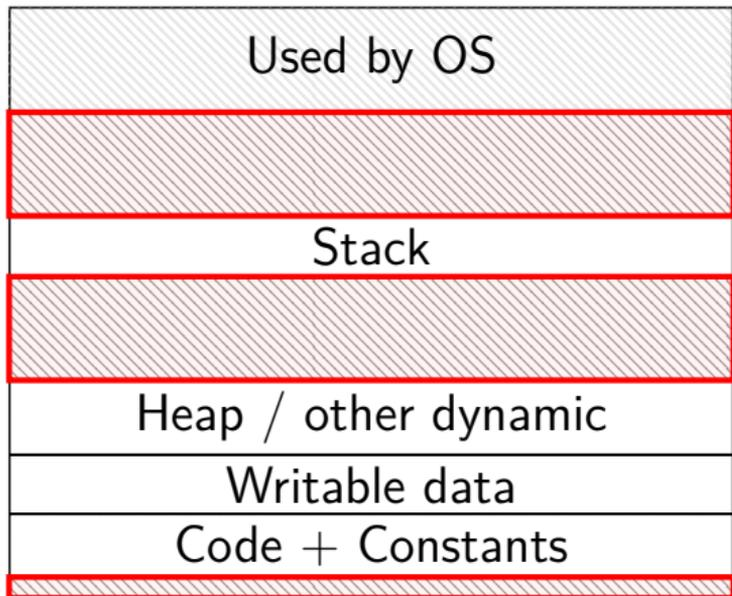 Used by OS
Stack
Heap / other dynamic
Writable data
Code + Constants